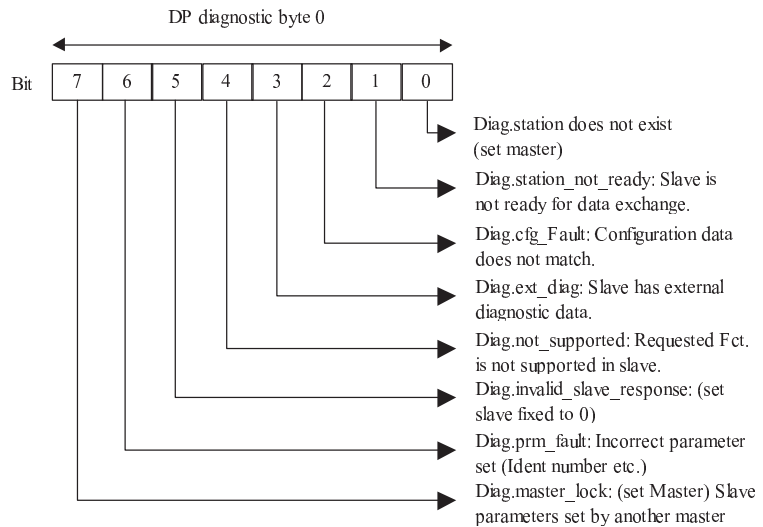 DP diagnostic byte 0
Bit 7 6 5 4 3 2 1 0
Diag.station does not exist
(set master)
Diag.station_not_ready: Slave is
not ready for data exchange.
Diag.cfg_Fault: Configuration data
does not match.
Diag.ext_diag: Slave has external
diagnostic data.
Diag.not_supported: Requested Fct.
is not supported in slave.
Diag.invalid_slave_response: (set
slave fixed to 0)
Diag.prm_fault: Incorrect parameter
set (Ident number etc.)
Diag.master_lock: (set Master) Slave
parameters set by another master